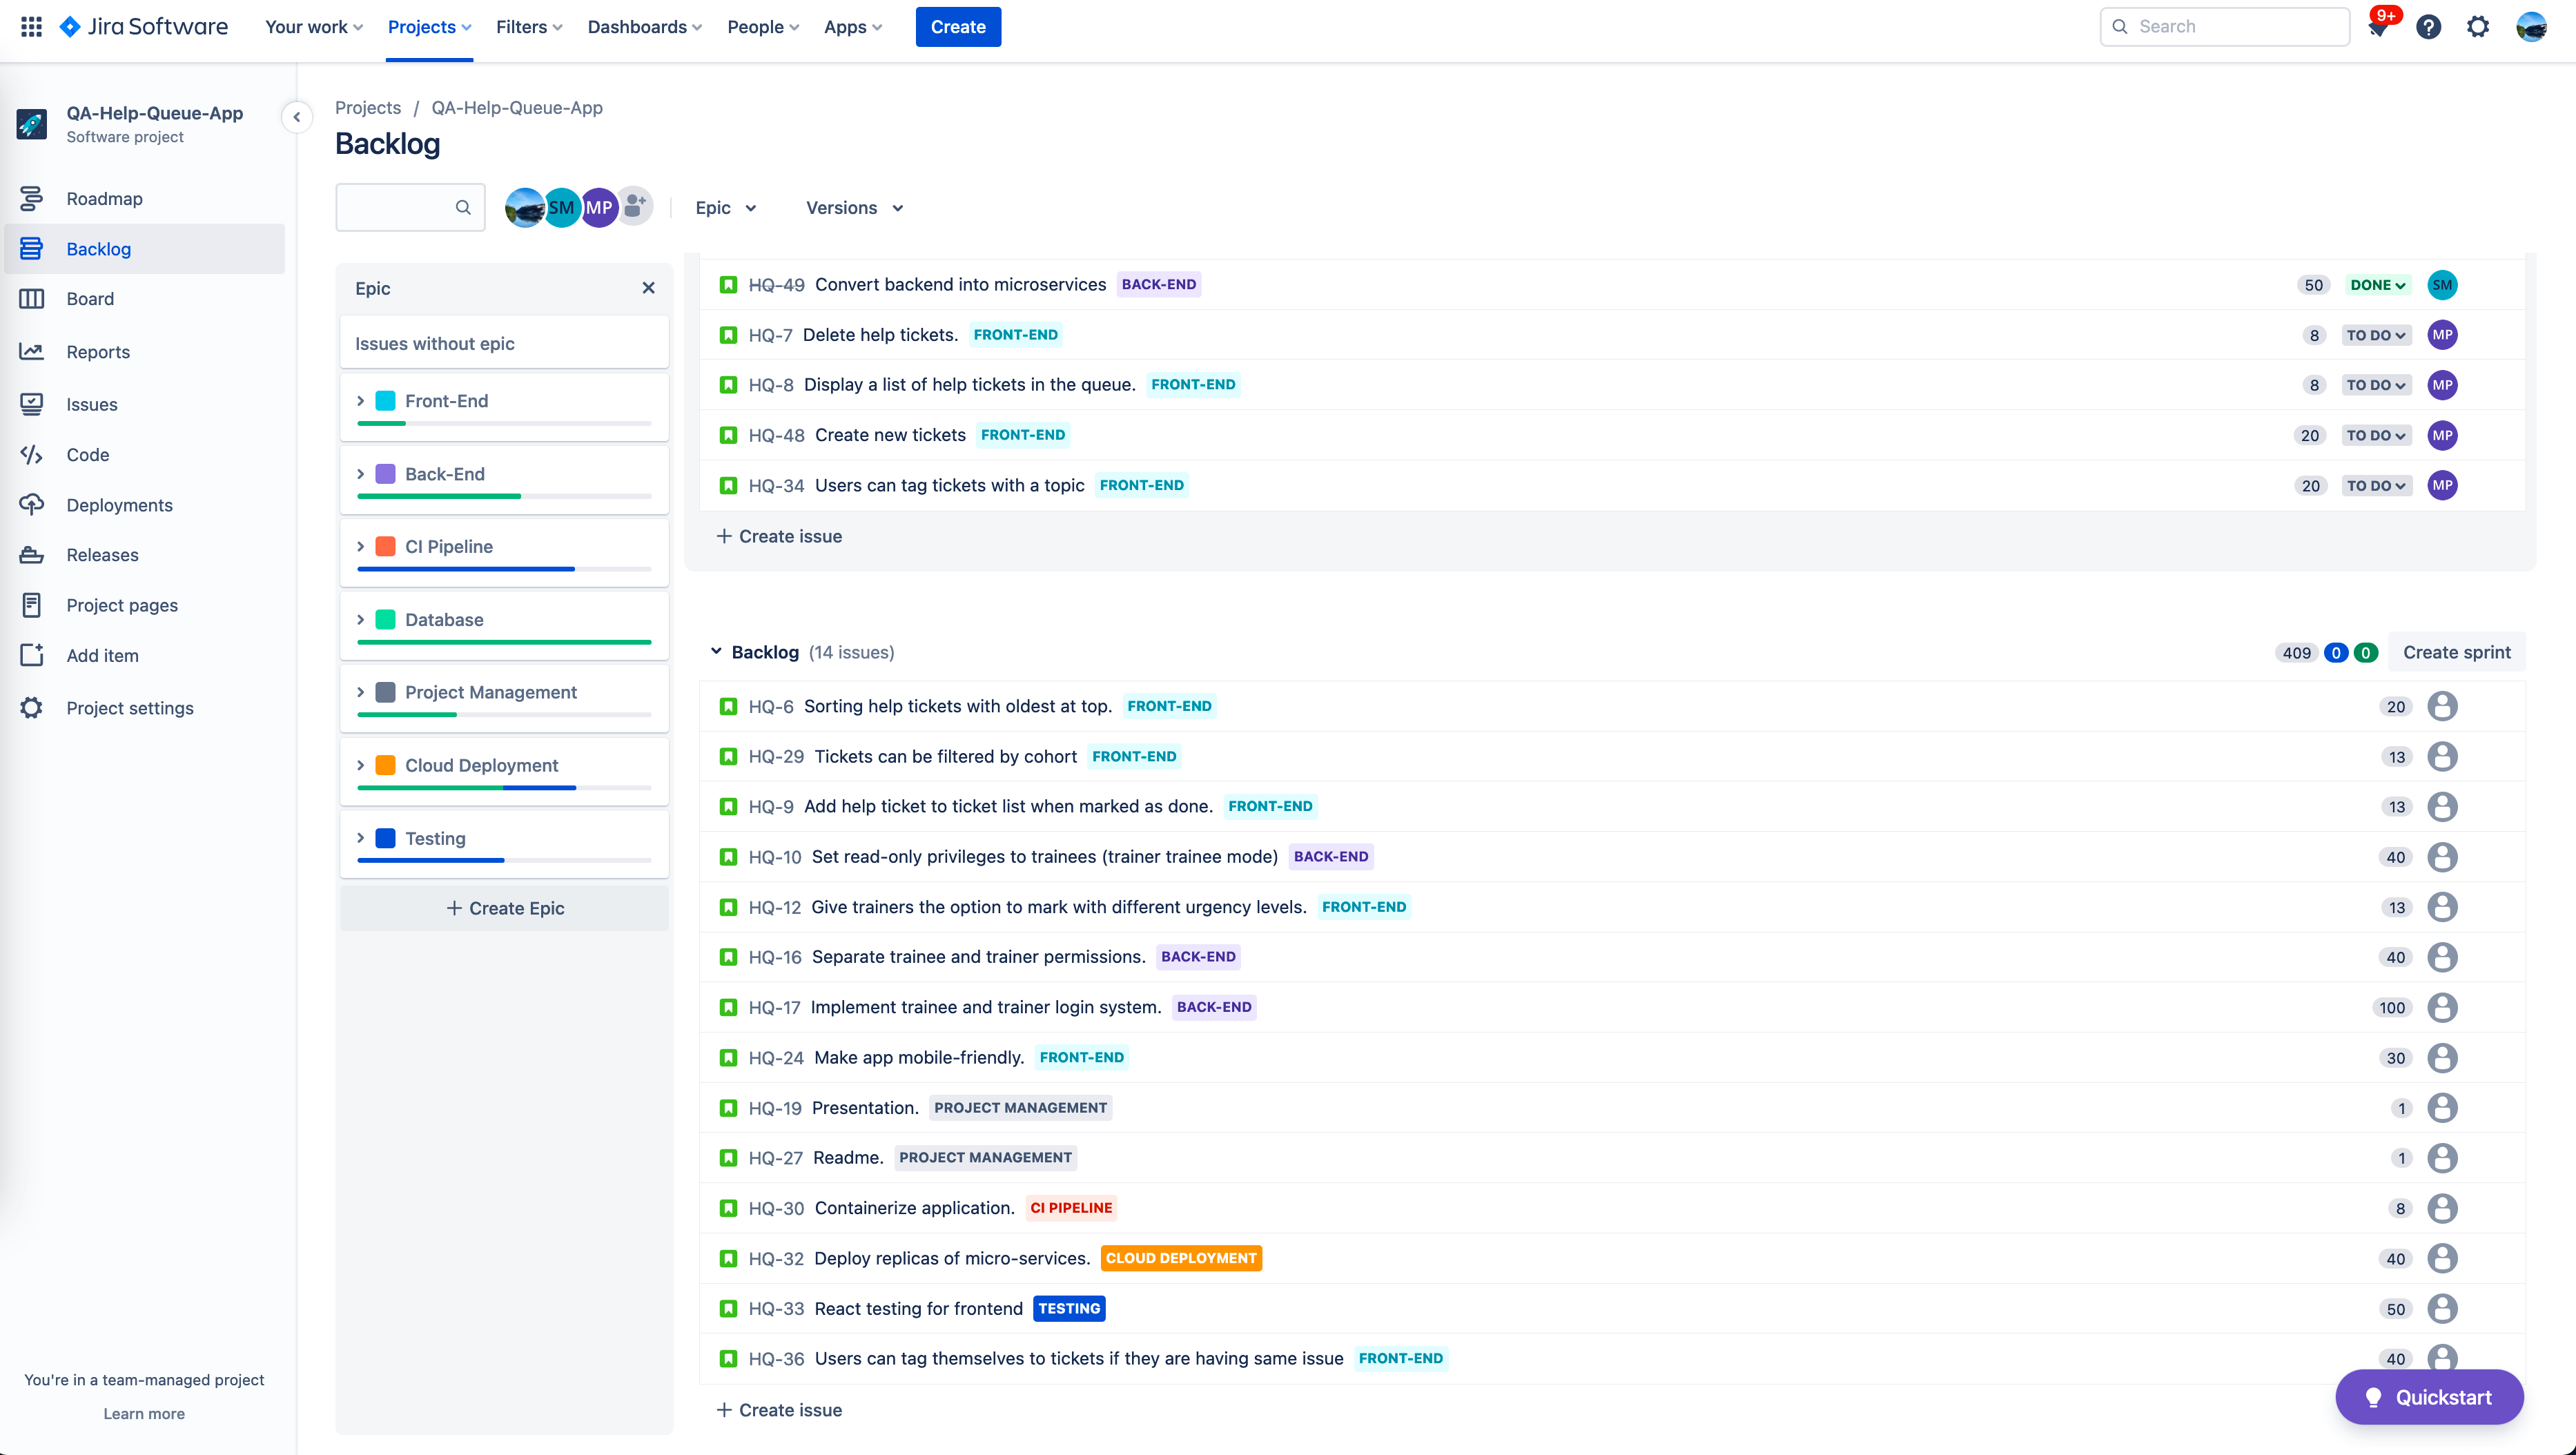 Jira Software Your work Projects Filters Dashboards People Apps Create Search 9+
QA-Help-Queue-App
Software project
Roadmap
Backlog
Board
Reports
Issues
Code
Deployments
Releases
Project pages
Add item
Project settings
You're in a team-managed project
Learn more
Projects / QA-Help-Queue-App
Backlog
SM MP Epic Versions
Epic
Issues without epic
Front-End
Back-End
CI Pipeline
Database
Project Management
Cloud Deployment
Testing
+ Create Epic
HQ-49 Convert backend into microservices BACK-END 50 DONE SM
HQ-7 Delete help tickets. FRONT-END 8 TO DO MP
HQ-8 Display a list of help tickets in the queue. FRONT-END 8 TO DO MP
HQ-48 Create new tickets FRONT-END 20 TO DO MP
HQ-34 Users can tag tickets with a topic FRONT-END 20 TO DO MP
+ Create issue
Backlog (14 issues) 409 0 0 Create sprint
HQ-6 Sorting help tickets with oldest at top. FRONT-END 20
HQ-29 Tickets can be filtered by cohort FRONT-END 13
HQ-9 Add help ticket to ticket list when marked as done. FRONT-END 13
HQ-10 Set read-only privileges to trainees (trainer trainee mode) BACK-END 40
HQ-12 Give trainers the option to mark with different urgency levels. FRONT-END 13
HQ-16 Separate trainee and trainer permissions. BACK-END 40
HQ-17 Implement trainee and trainer login system. BACK-END 100
HQ-24 Make app mobile-friendly. FRONT-END 30
HQ-19 Presentation. PROJECT MANAGEMENT 1
HQ-27 Readme. PROJECT MANAGEMENT 1
HQ-30 Containerize application. CI PIPELINE 8
HQ-32 Deploy replicas of micro-services. CLOUD DEPLOYMENT 40
HQ-33 React testing for frontend TESTING 50
HQ-36 Users can tag themselves to tickets if they are having same issue FRONT-END 40
+ Create issue
Quickstart